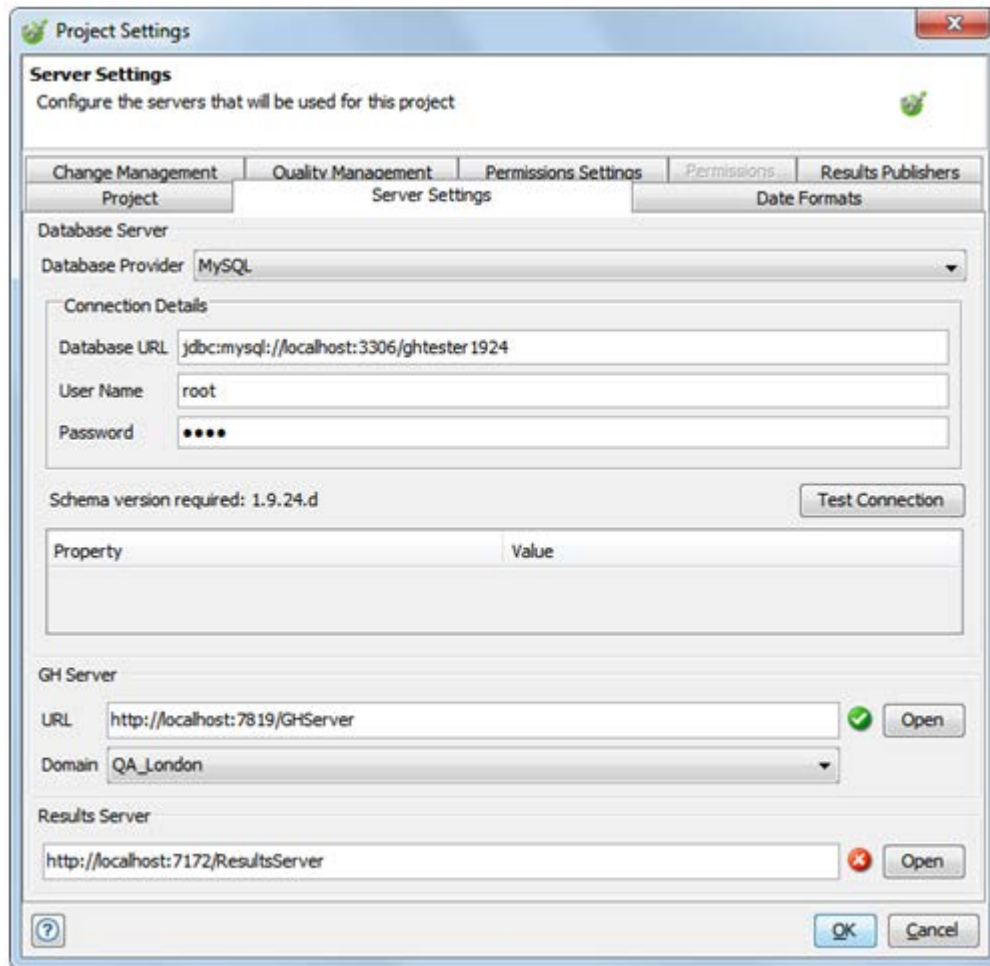 Project Settings
Server Settings
Configure the servers that will be used for this project
Change Management Quality Management Permissions Settings Permissions Results Publishers
Project Server Settings Date Formats
Database Server
Database Provider MySQL
Connection Details
Database URL jdbc:mysql://localhost:3306/ghtester1924
User Name root
Password ••••
Schema version required: 1.9.24.d Test Connection
Property Value
GH Server
URL http://localhost:7819/GHServer Open
Domain QA_London
Results Server
http://localhost:7172/ResultsServer Open
? OK Cancel